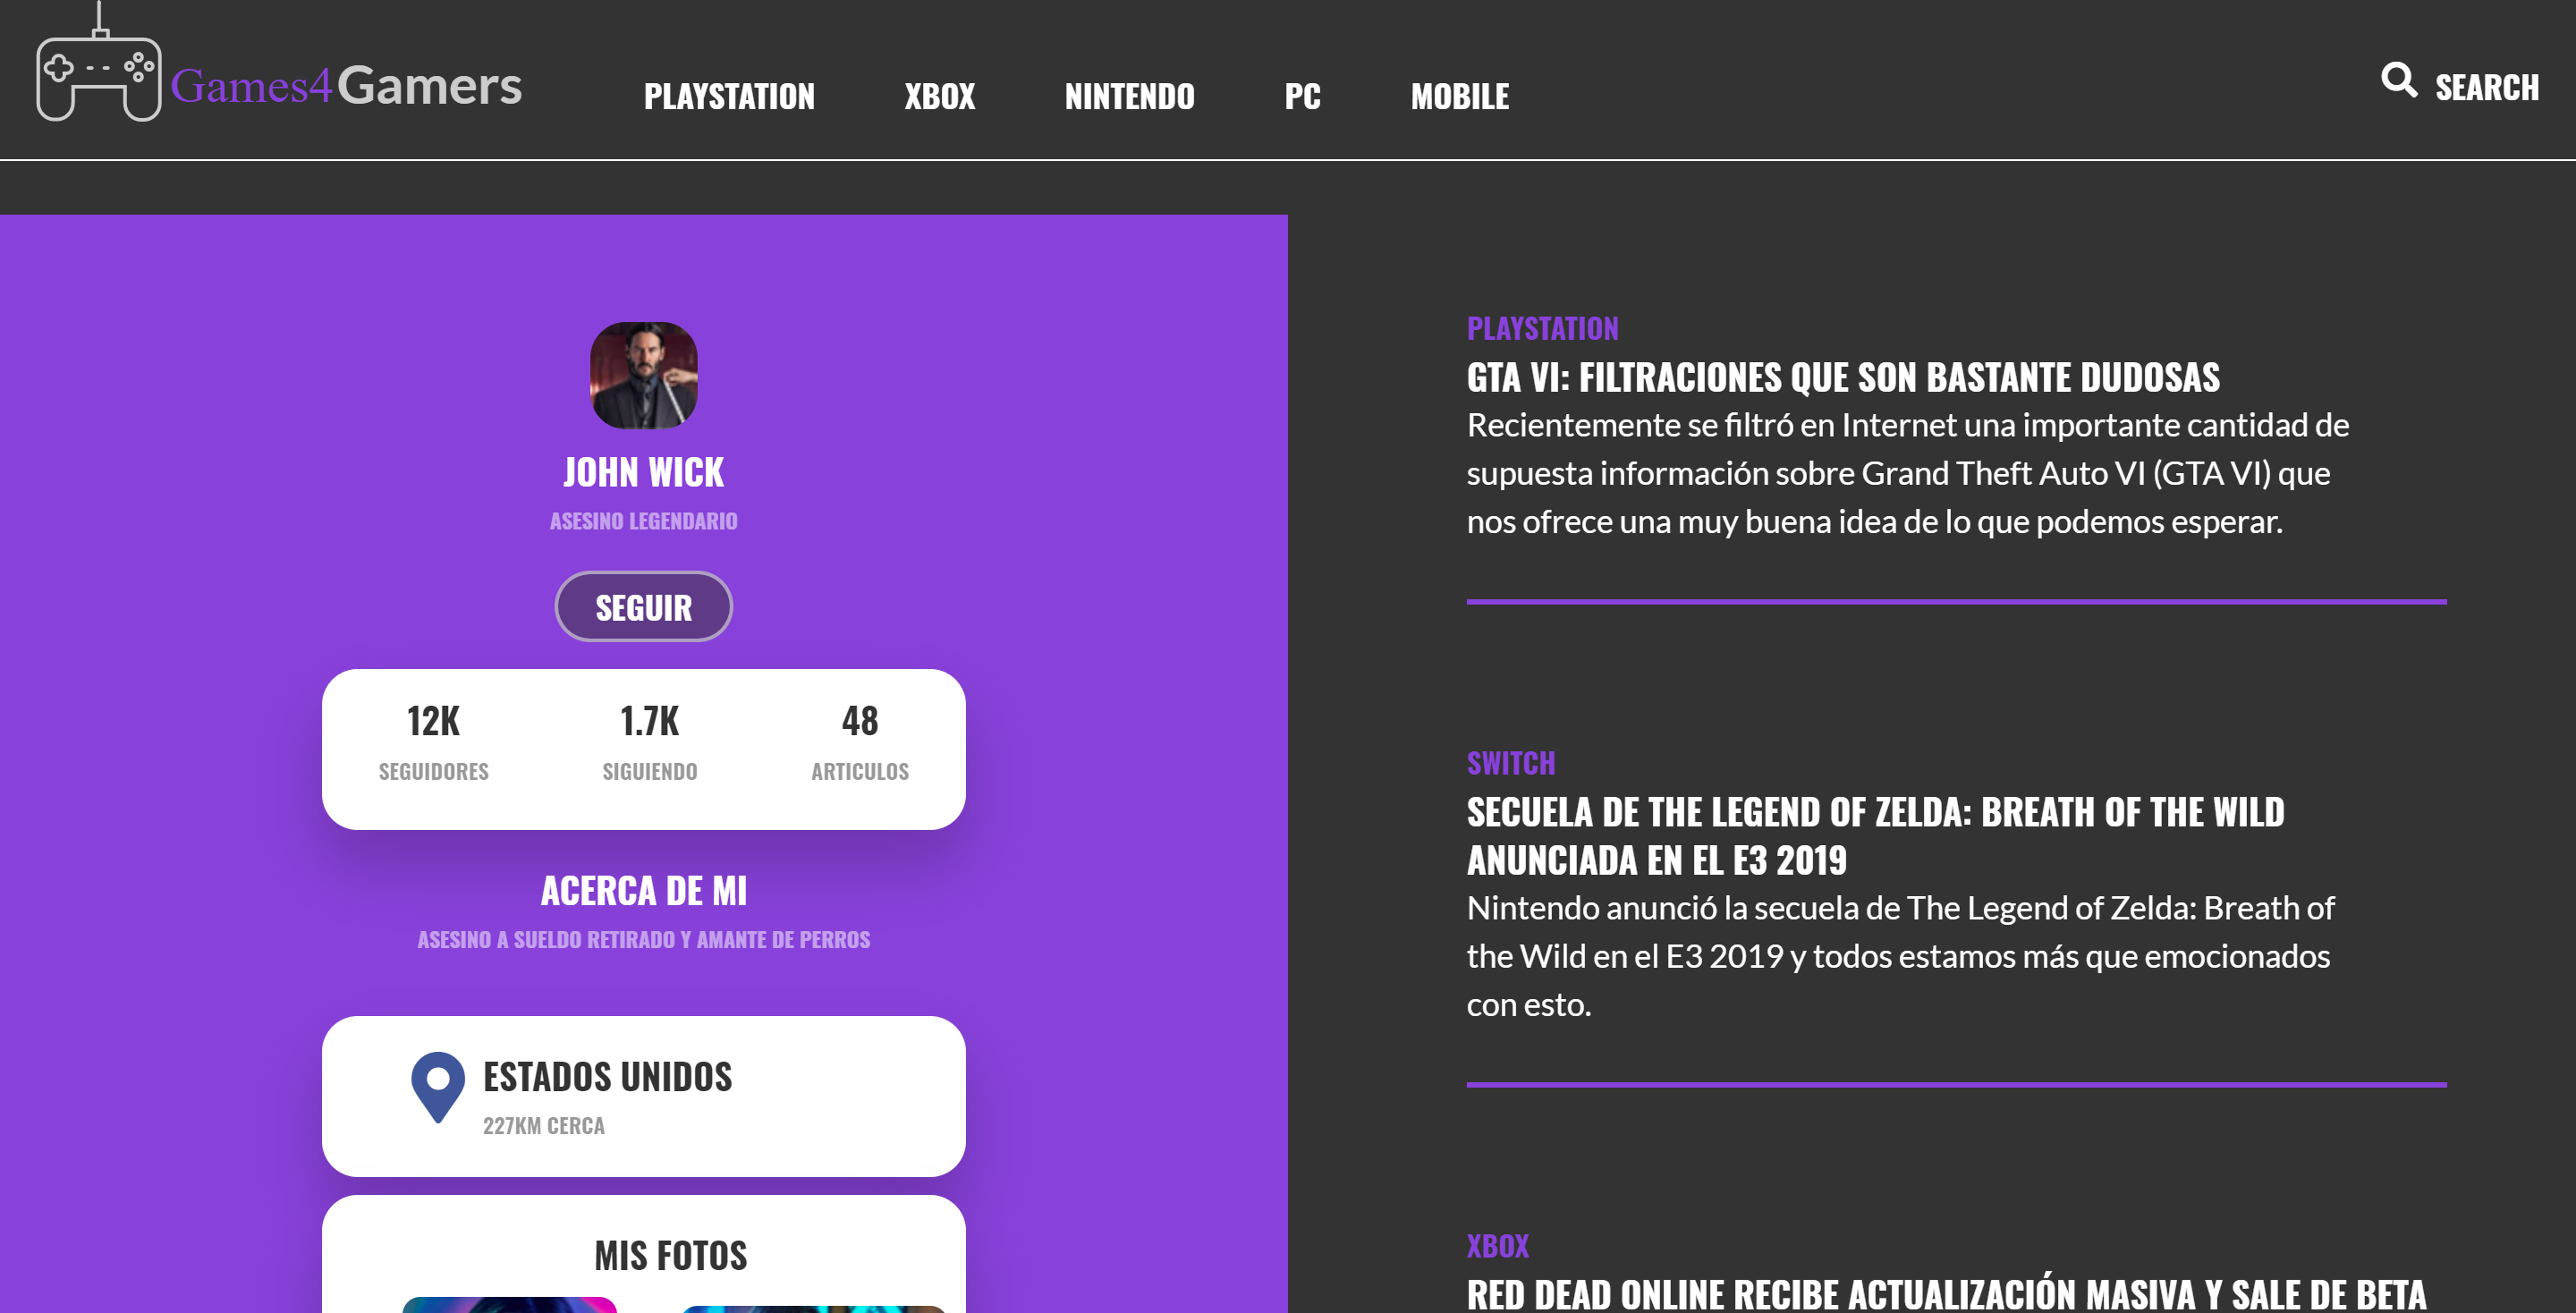 Games4Gamers
PLAYSTATION
XBOX
NINTENDO
PC
MOBILE
SEARCH
JOHN WICK
ASESINO LEGENDARIO
SEGUIR
12K
1.7K
48
SEGUIDORES
SIGUIENDO
ARTICULOS
ACERCA DE MI
ASESINO A SUELDO RETIRADO Y AMANTE DE PERROS
ESTADOS UNIDOS
227KM CERCA
MIS FOTOS
PLAYSTATION
GTA VI: FILTRACIONES QUE SON BASTANTE DUDOSAS
Recientemente se filtró en Internet una importante cantidad de
supuesta información sobre Grand Theft Auto VI (GTA VI) que
nos ofrece una muy buena idea de lo que podemos esperar.
SWITCH
SECUELA DE THE LEGEND OF ZELDA: BREATH OF THE WILD
ANUNCIADA EN EL E3 2019
Nintendo anunció la secuela de The Legend of Zelda: Breath of
the Wild en el E3 2019 y todos estamos más que emocionados
con esto.
XBOX
RED DEAD ONLINE RECIBE ACTUALIZACIÓN MASIVA Y SALE DE BETA